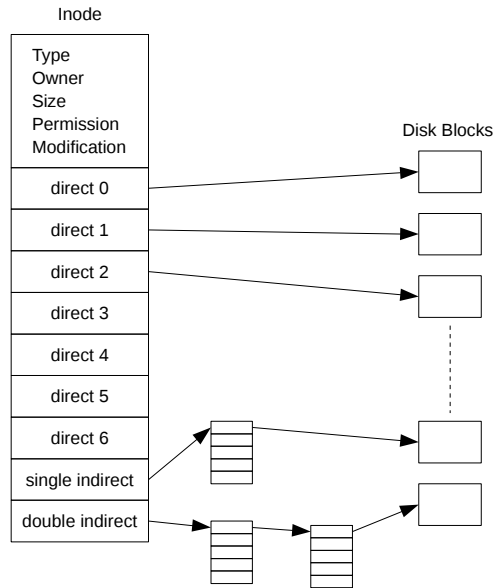 Inode
Type
Owner
Size
Permission
Modification
Disk Blocks
direct 0
direct 1
direct 2
direct 3
direct 4
direct 5
direct 6
single indirect
double indirect